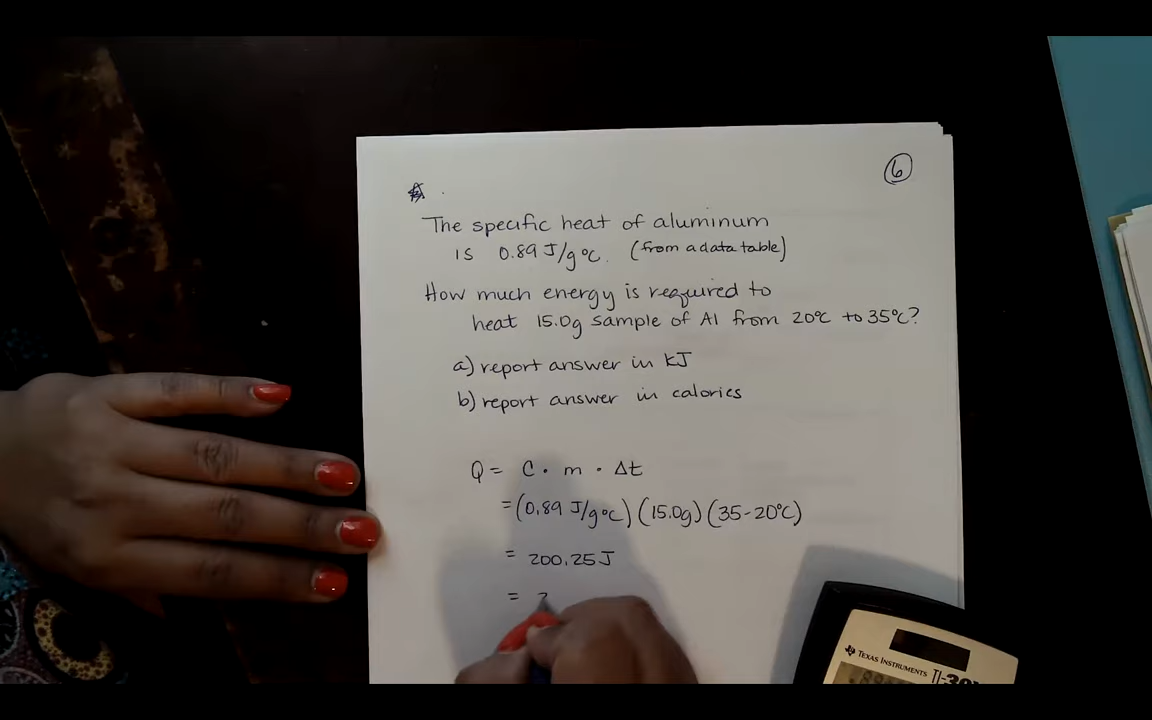 6
The specific heat of aluminum
is 0.89 J/g°C. (from a data table)
How much energy is required to
heat 15.0g sample of Al from 20°C to 35°C?
a) report answer in kJ
b) report answer in calories
Q = C · m · Δt
= (0.89 J/g°C) (15.0g) (35-20°C)
= 200.25 J
= 2
TEXAS INSTRUMENTS